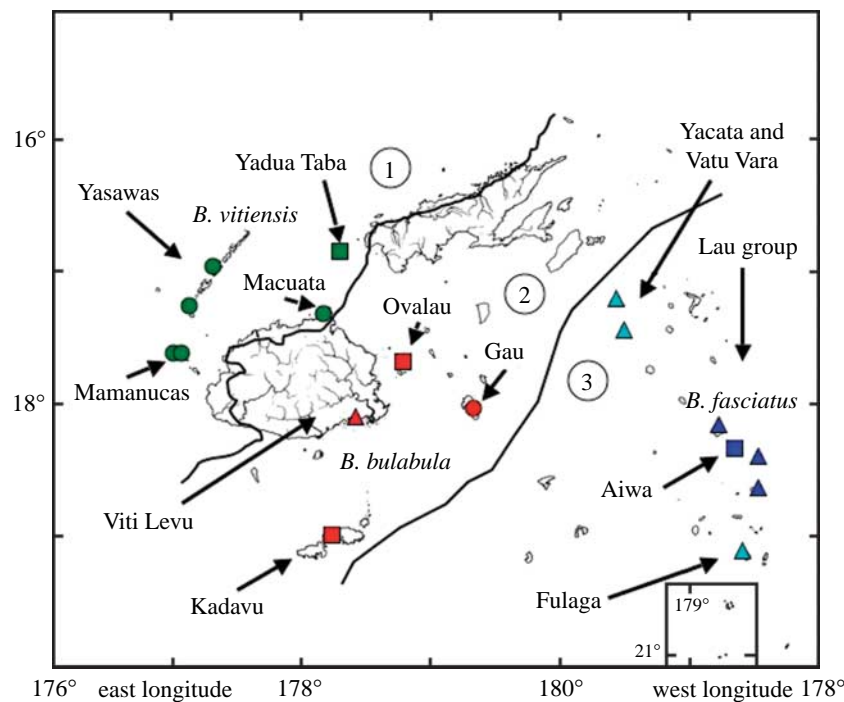 16°
18°
Yasawas
B. vitiensis
Yadua Taba
1
Yacata and
Vatu Vara
Lau group
Macuata
Ovalau
2
Gau
3
Mamanucas
B. fasciatus
B. bulabula
Aiwa
Viti Levu
Kadavu
Fulaga
179°
21°
176° east longitude 178° 180° west longitude 178°